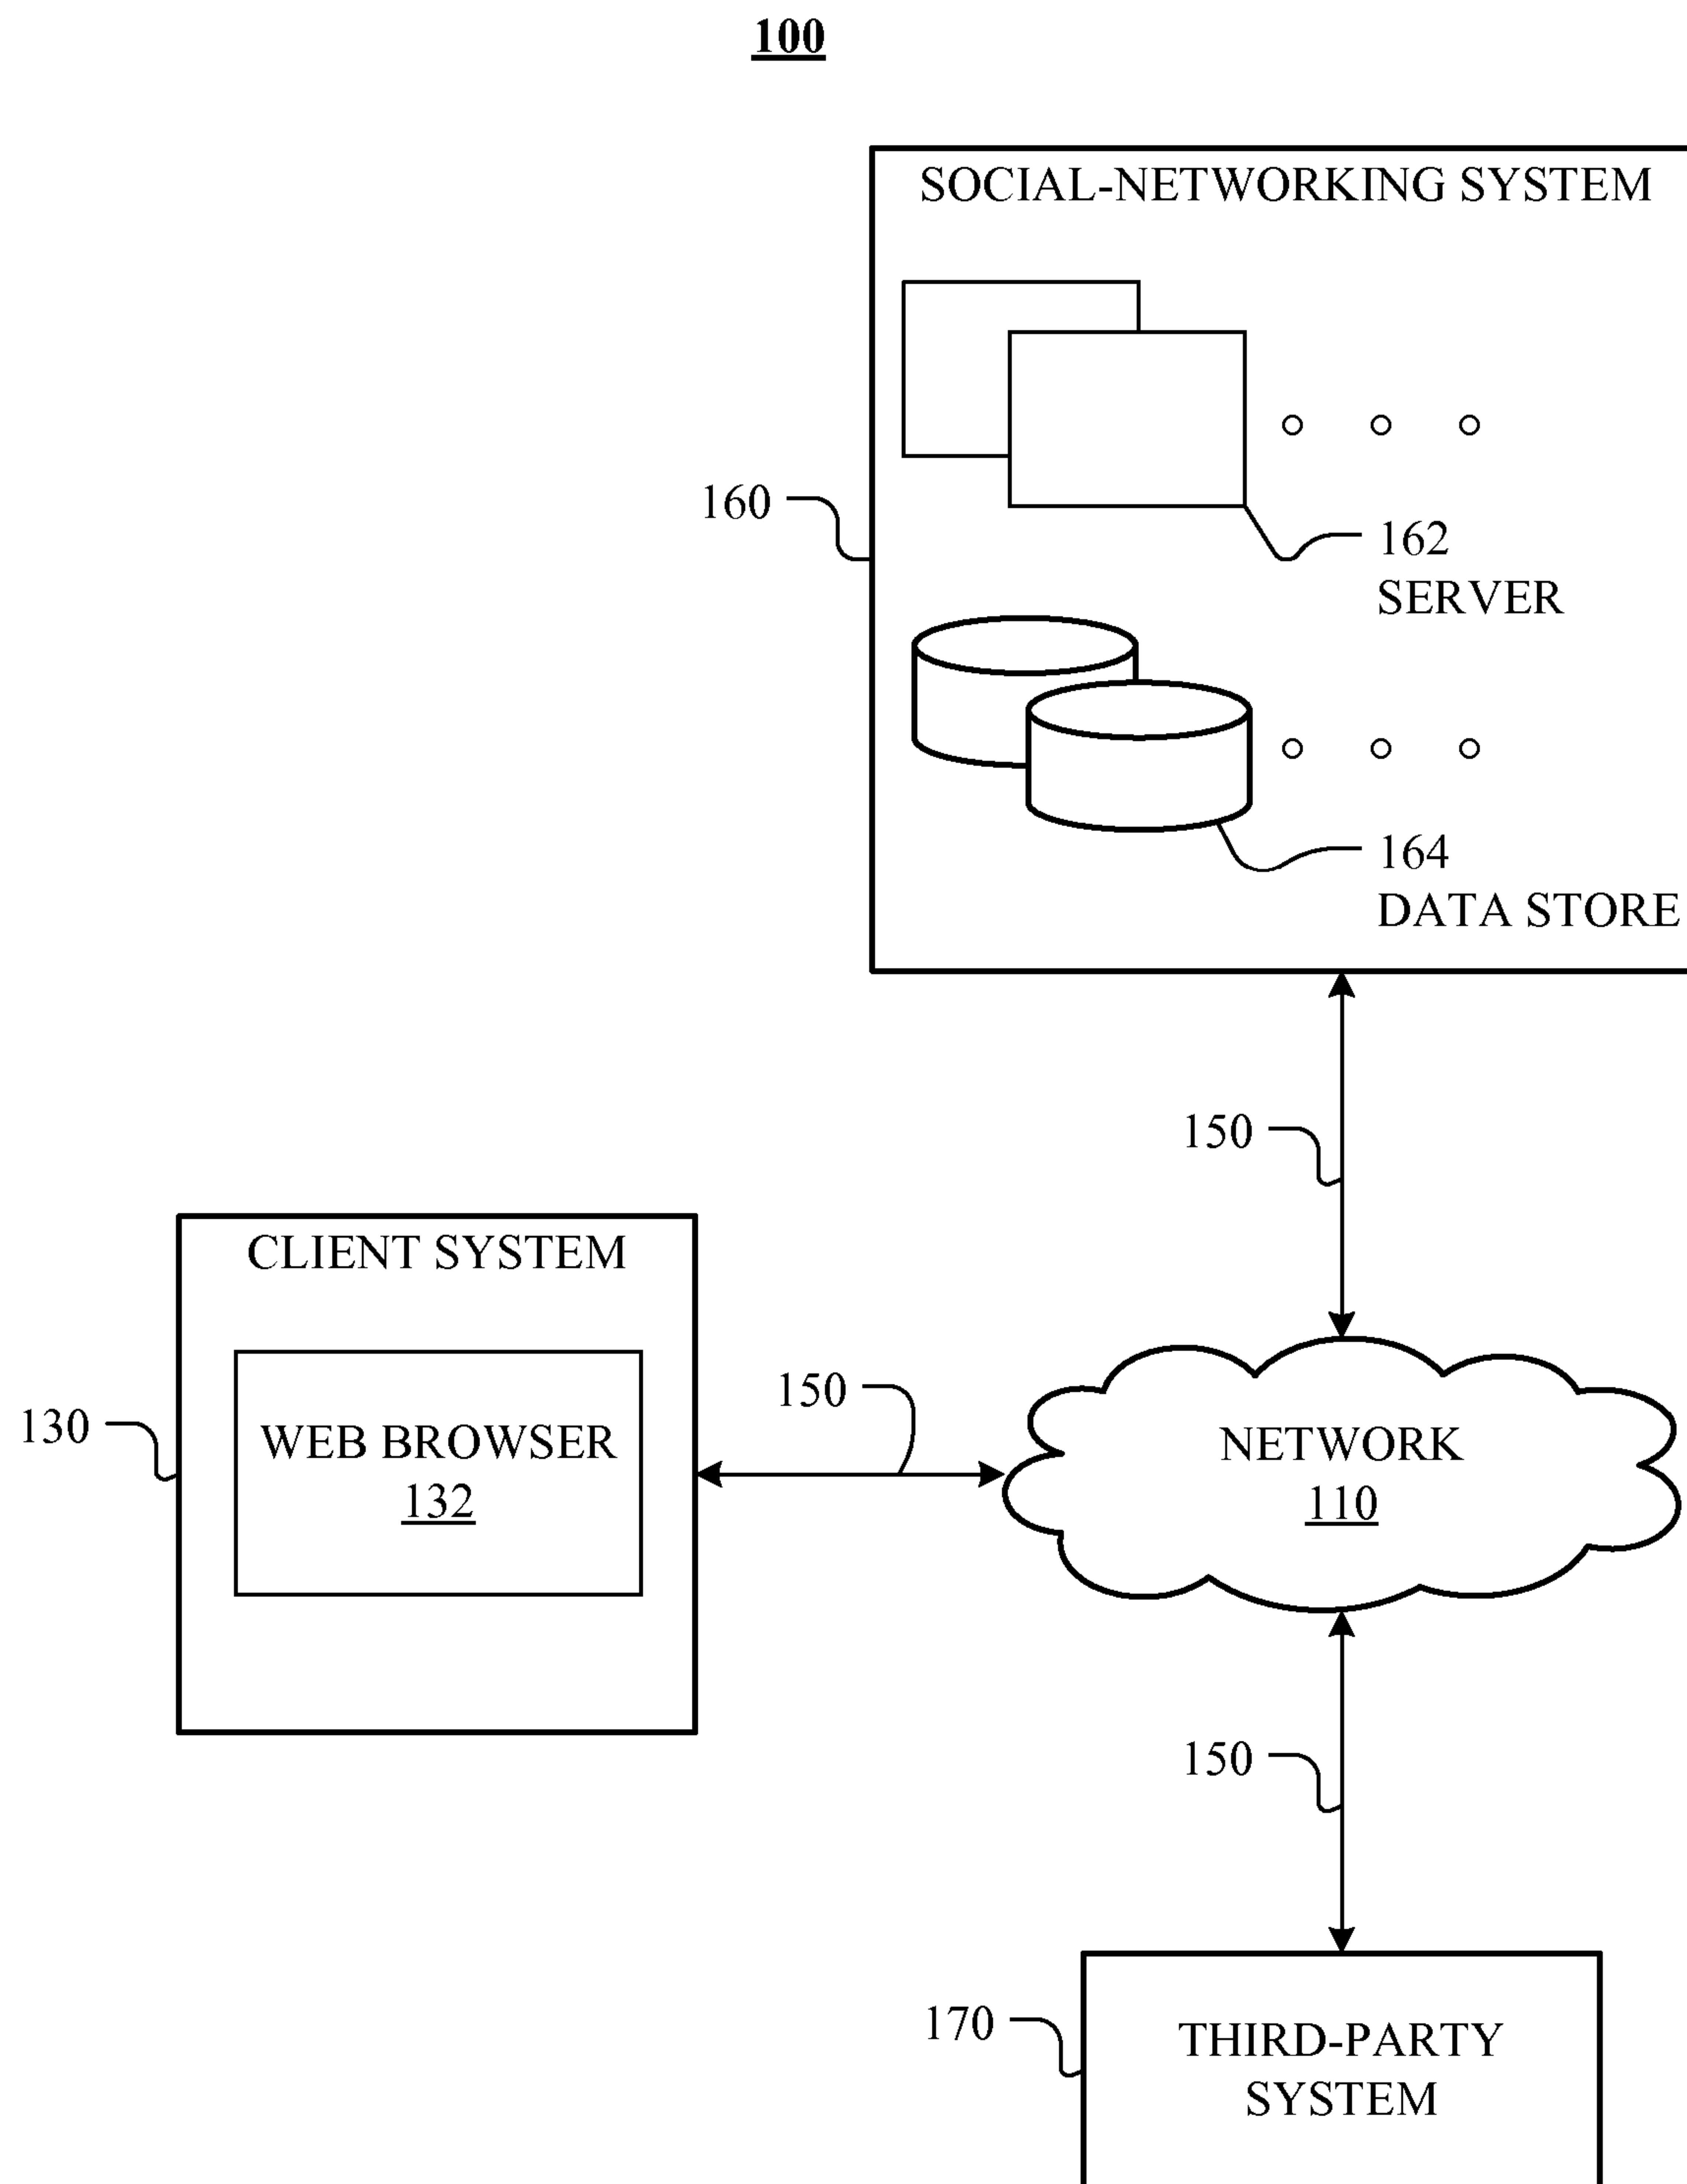 100
SOCIAL-NETWORKING SYSTEM
160
162
SERVER
164
DATA STORE
150
CLIENT SYSTEM
130
WEB BROWSER
132
150
NETWORK
110
150
170
THIRD-PARTY
SYSTEM